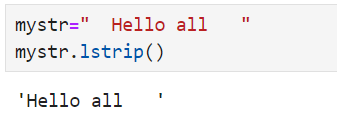 mystr="  Hello all   "
mystr.lstrip()
'Hello all   '